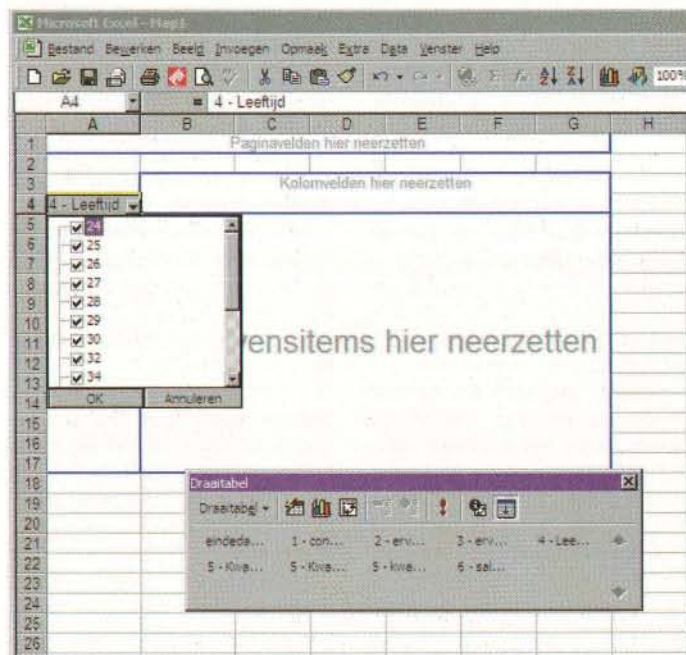 Microsoft Excel - Map1
Bestand Bewerken Beeld Invoegen Opmaak Extra Data Venster Help
100%
A4 = 4 - Leeftijd
A B C D E F G H
1 Paginavelden hier neerzetten
2
3 Kolomvelden hier neerzetten
4 4 - Leeftijd
5 24
6 25
7 26
8 27
9 28
10 29
11 30 vensitems hier neerzetten
12 32
13 34
14 OK Annuleren
15
16
17
18 Draaitabel
19 Draaitabel
20
21 eindeda... 1 - con... 2 - erv... 3 - erv... 4 - Lee...
22 5 - Kwa... 5 - Kwa... 5 - kwa... 6 - sal...
23
24
25
26